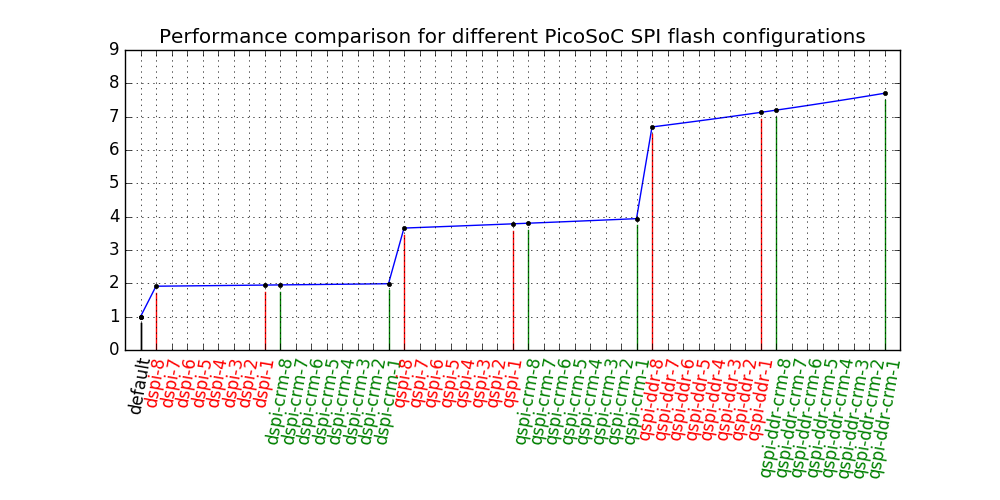 Performance comparison for different PicoSoC SPI flash configurations
9
8
7
6
5
4
3
2
1
0
default
dspi-8
dspi-7
dspi-6
dspi-5
dspi-4
dspi-3
dspi-2
dspi-1
dspi-crm-8
dspi-crm-7
dspi-crm-6
dspi-crm-5
dspi-crm-4
dspi-crm-3
dspi-crm-2
dspi-crm-1
qspi-8
qspi-7
qspi-6
qspi-5
qspi-4
qspi-3
qspi-2
qspi-1
qspi-crm-8
qspi-crm-7
qspi-crm-6
qspi-crm-5
qspi-crm-4
qspi-crm-3
qspi-crm-2
qspi-crm-1
qspi-ddr-8
qspi-ddr-7
qspi-ddr-6
qspi-ddr-5
qspi-ddr-4
qspi-ddr-3
qspi-ddr-2
qspi-ddr-1
qspi-ddr-crm-8
qspi-ddr-crm-7
qspi-ddr-crm-6
qspi-ddr-crm-5
qspi-ddr-crm-4
qspi-ddr-crm-3
qspi-ddr-crm-2
qspi-ddr-crm-1